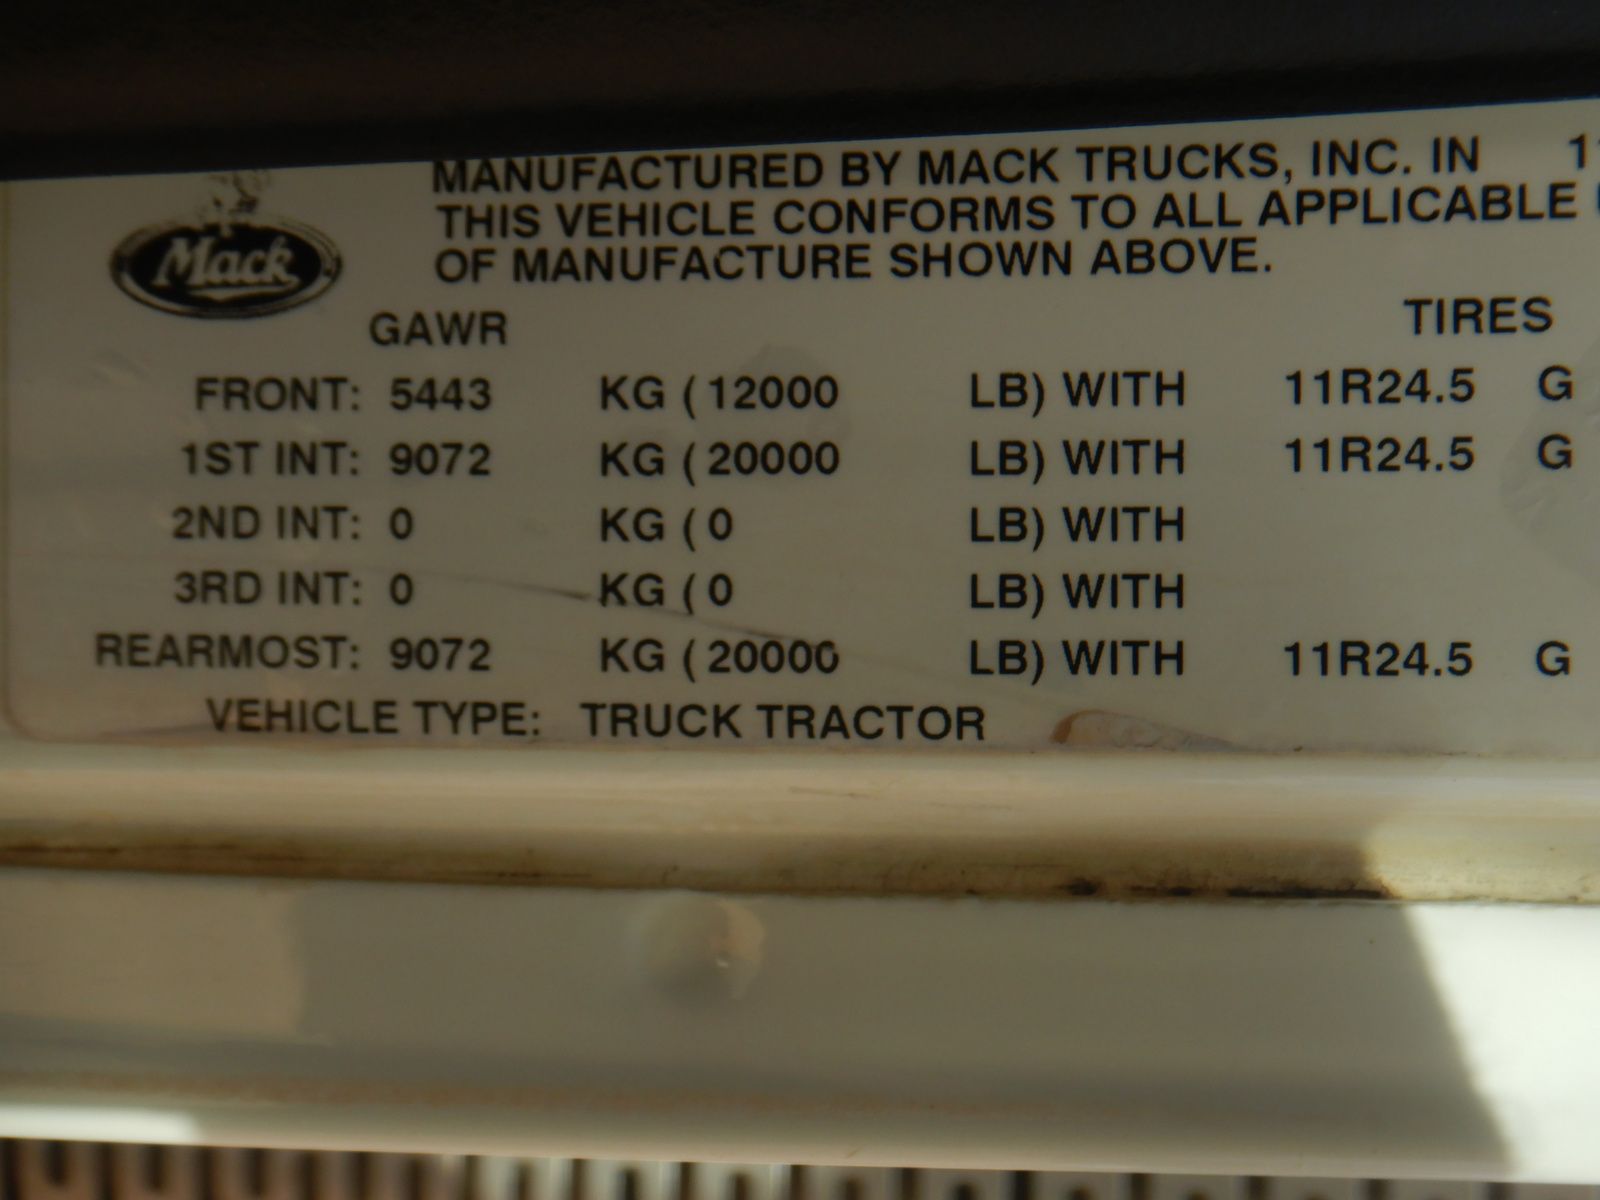 MANUFACTURED BY MACK TRUCKS, INC. IN 11
THIS VEHICLE CONFORMS TO ALL APPLICABLE
OF MANUFACTURE SHOWN ABOVE.
Mack
GAWR TIRES
FRONT: 5443 KG ( 12000 LB) WITH 11R24.5 G
1ST INT: 9072 KG ( 20000 LB) WITH 11R24.5 G
2ND INT: 0 KG ( 0 LB) WITH
3RD INT: 0 KG ( 0 LB) WITH
REARMOST: 9072 KG ( 20000 LB) WITH 11R24.5 G
VEHICLE TYPE: TRUCK TRACTOR